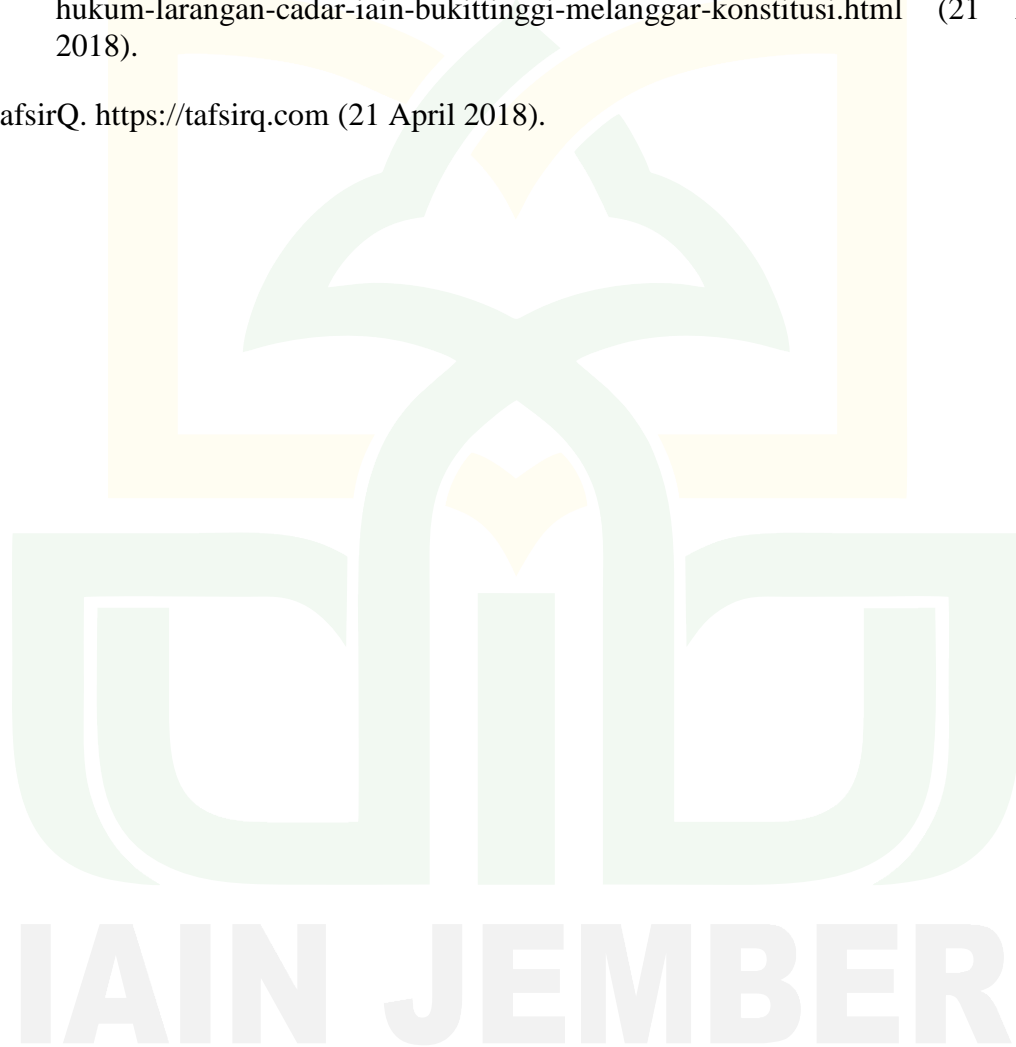 hukum-larangan-cadar-iain-bukittinggi-melanggar-konstitusi.html (21
2018).
afsirQ. https://tafsirq.com (21 April 2018).
IAIN JEMBER